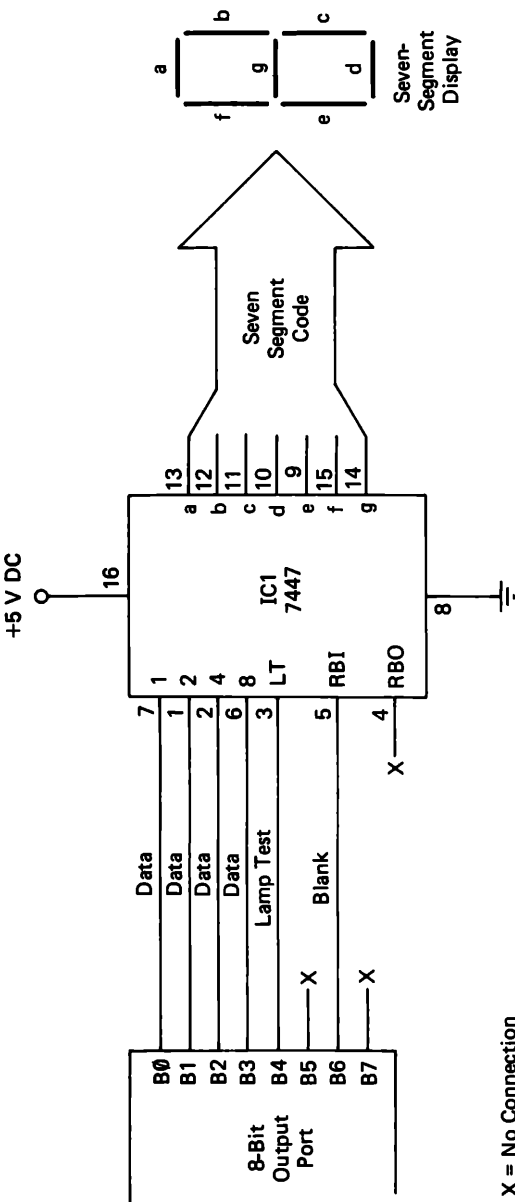 +5 V DC
16
8-Bit
Output
Port
BØ
B1
B2
B3
B4
B5
B6
B7
Data
Data
Data
Data
Lamp Test
X
Blank
X
7
1
2
6
3
5
4
X
1
2
4
8
LT
RBI
RBO
IC1
7447
a
b
c
d
e
f
g
13
12
11
10
9
15
14
8
Seven
Segment
Code
a
b
c
d
e
f
g
Seven-
Segment
Display
X = No Connection